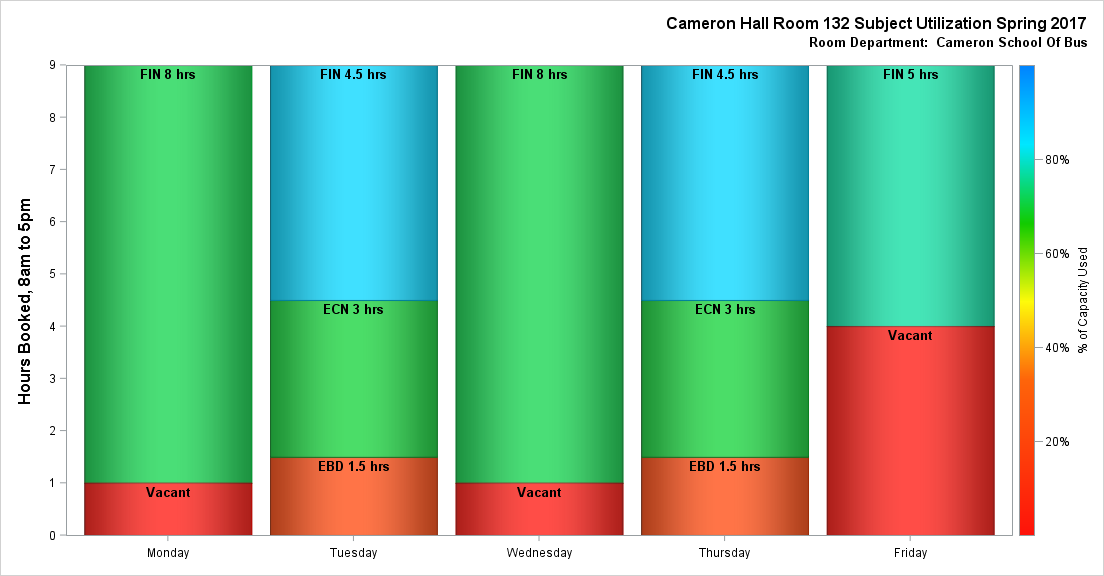 Cameron Hall Room 132 Subject Utilization Spring 2017
Room Department:  Cameron School Of Bus
Hours Booked, 8am to 5pm
9
8
7
6
5
4
3
2
1
0
FIN 8 hrs
Vacant
FIN 4.5 hrs
ECN 3 hrs
EBD 1.5 hrs
FIN 8 hrs
Vacant
FIN 4.5 hrs
ECN 3 hrs
EBD 1.5 hrs
FIN 5 hrs
Vacant
Monday
Tuesday
Wednesday
Thursday
Friday
80%
60%
40%
20%
% of Capacity Used